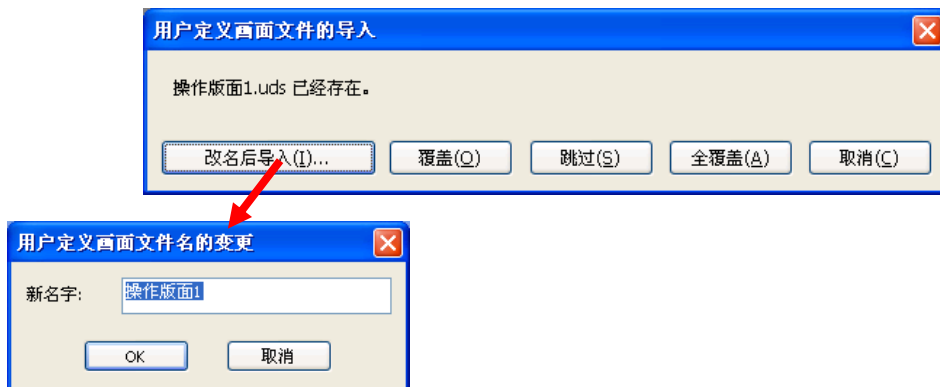 用户定义画面文件的导入
操作版面1.uds 已经存在。
改名后导入(I)... 覆盖(O) 跳过(S) 全覆盖(A) 取消(C)
用户定义画面文件名的变更
新名字: 操作版面1
OK 取消